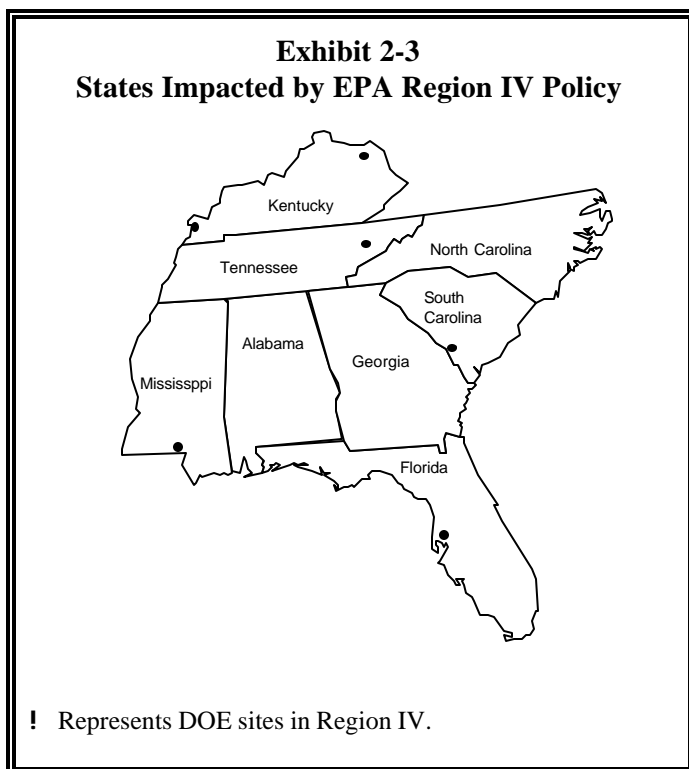 Exhibit 2-3
States Impacted by EPA Region IV Policy
Kentucky
North Carolina
Tennessee
South
Carolina
Alabama
Georgia
Mississppi
Florida
! Represents DOE sites in Region IV.